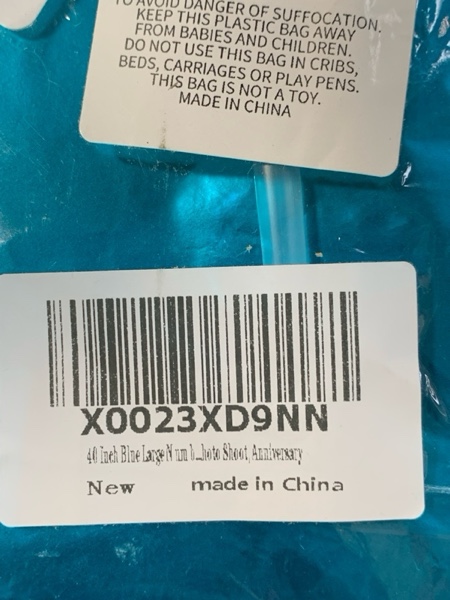 TO AVOID DANGER OF SUFFOCATION.
KEEP THIS PLASTIC BAG AWAY
FROM BABIES AND CHILDREN.
DO NOT USE THIS BAG IN CRIBS,
BEDS, CARRIAGES OR PLAY PENS.
THIS BAG IS NOT A TOY.
MADE IN CHINA
X0023XD9NN
40 Inch Blue Large Numb...hoto Shoot, Anniversary
New made in China